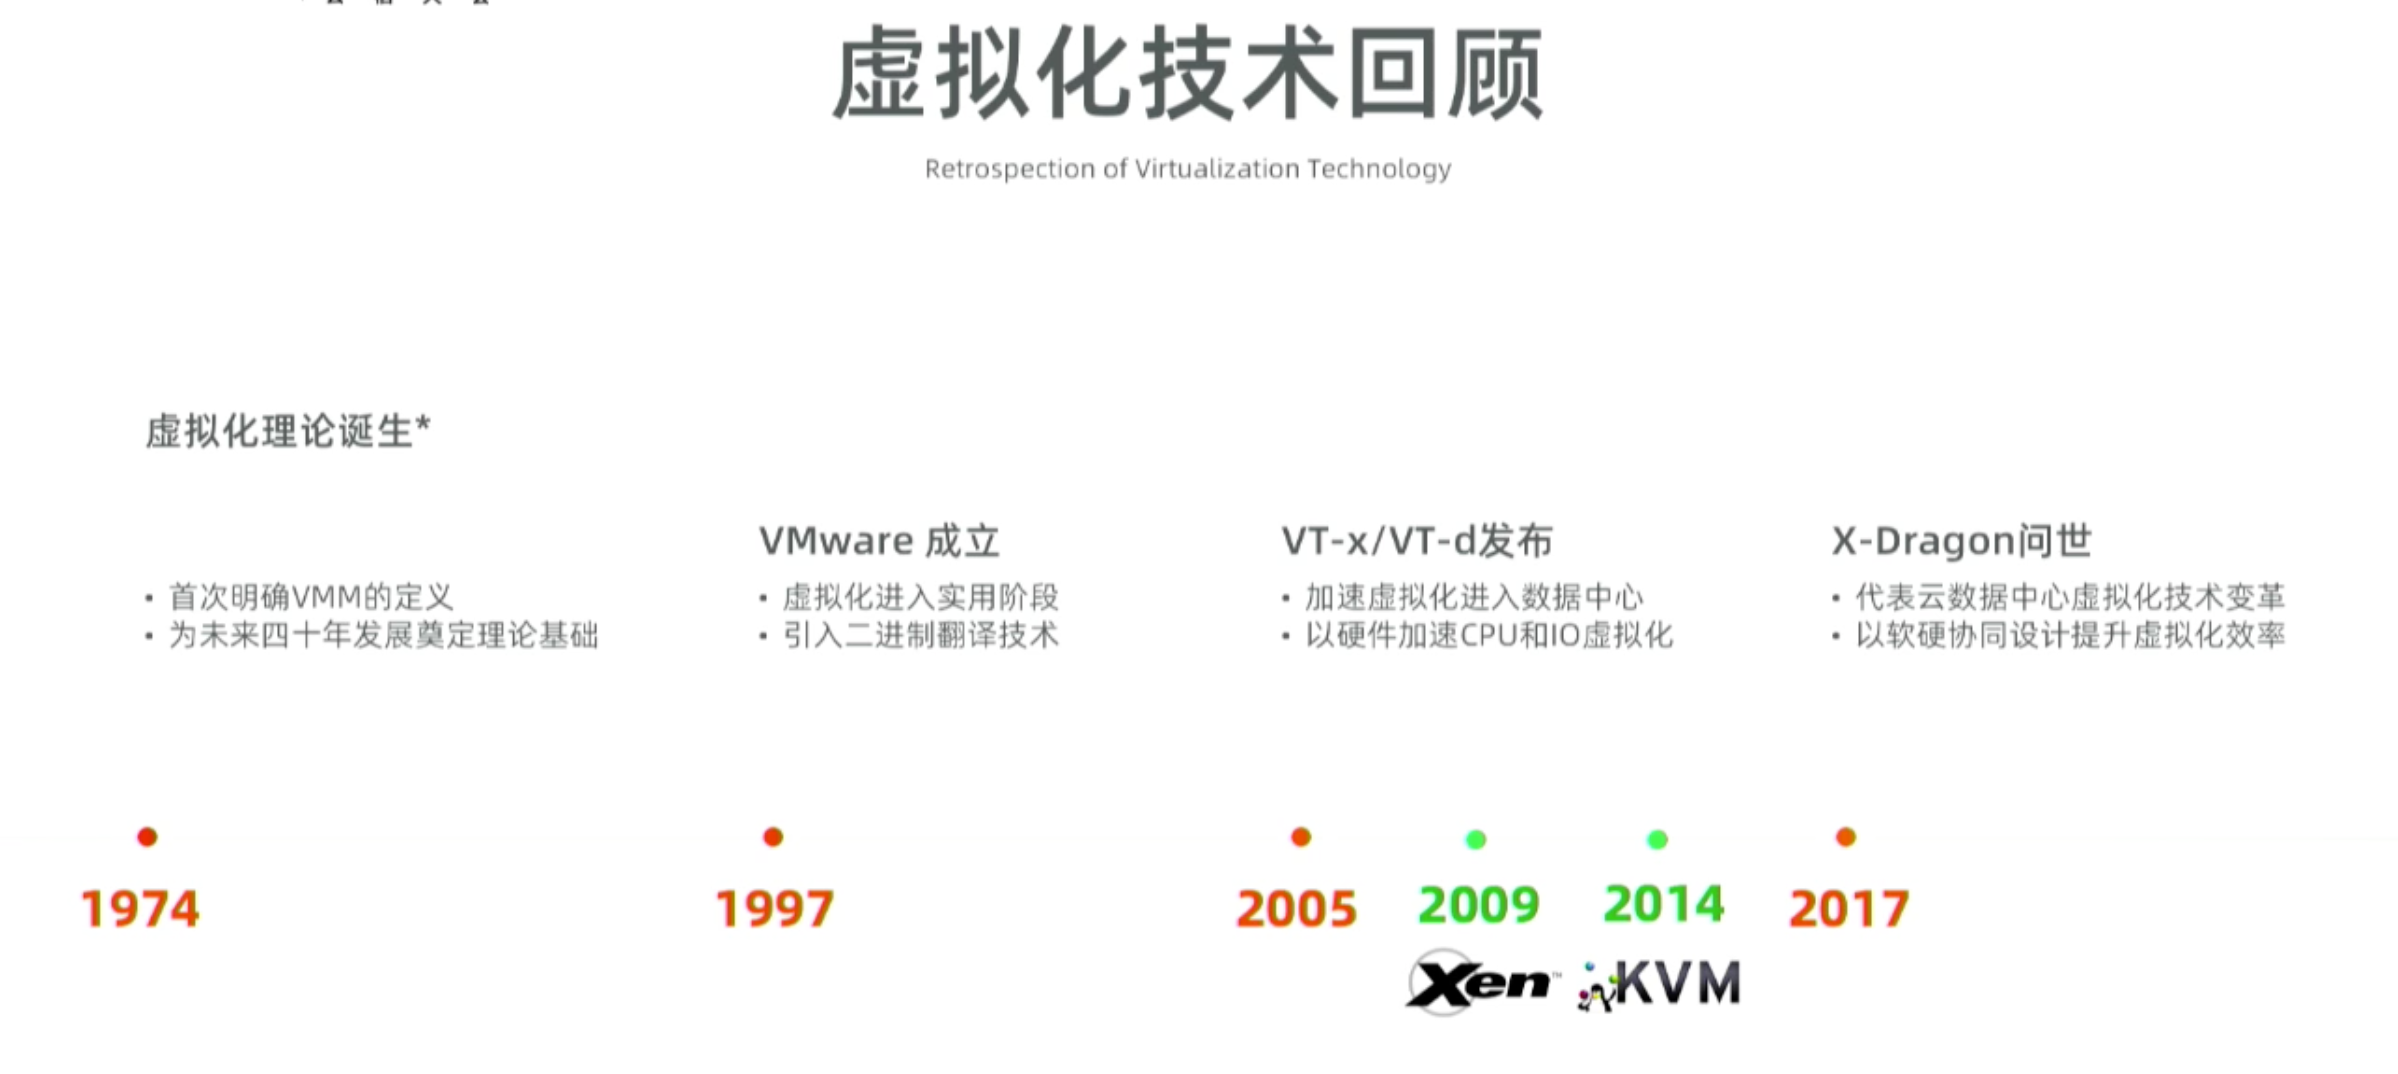 虚拟化技术回顾
Retrospection of Virtualization Technology
虚拟化理论诞生*
• 首次明确VMM的定义
• 为未来四十年发展奠定理论基础
VMware 成立
• 虚拟化进入实用阶段
• 引入二进制翻译技术
VT-x/VT-d发布
• 加速虚拟化进入数据中心
• 以硬件加速CPU和IO虚拟化
X-Dragon问世
• 代表云数据中心虚拟化技术变革
• 以软硬协同设计提升虚拟化效率
1974
1997
2005
2009
2014
2017
Xen™
KVM